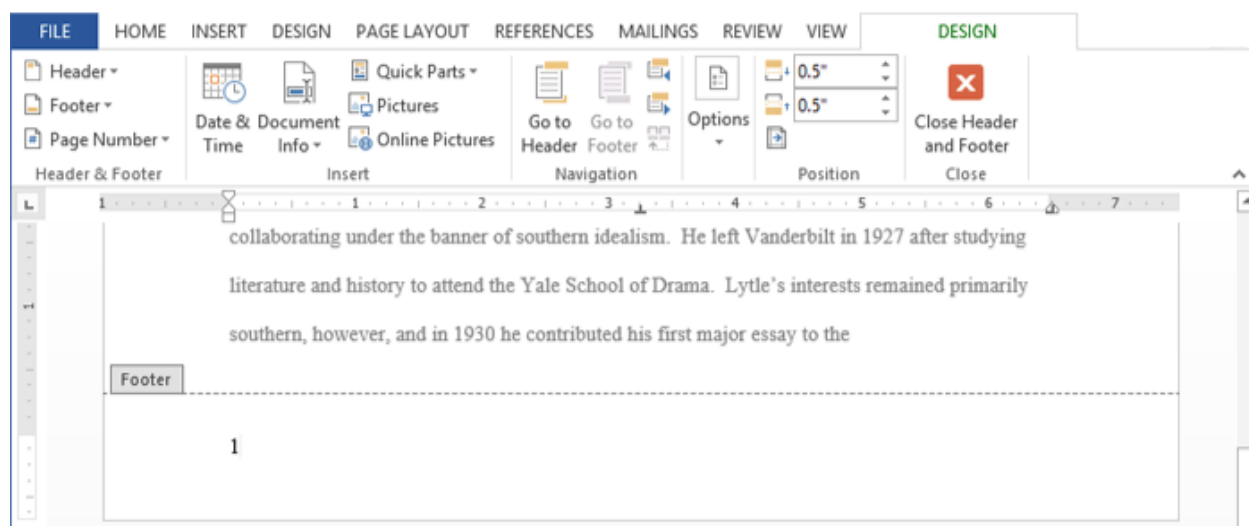 FILE HOME INSERT DESIGN PAGE LAYOUT REFERENCES MAILINGS REVIEW VIEW DESIGN
Header
Footer
Page Number
Header & Footer
Date & Time
Document Info
Quick Parts
Pictures
Online Pictures
Insert
Go to Header
Go to Footer
Navigation
Options
0.5"
0.5"
Position
Close Header and Footer
Close
L 1 1 2 3 4 5 6 7
1
collaborating under the banner of southern idealism. He left Vanderbilt in 1927 after studying
literature and history to attend the Yale School of Drama. Lytle’s interests remained primarily
southern, however, and in 1930 he contributed his first major essay to the
Footer
1